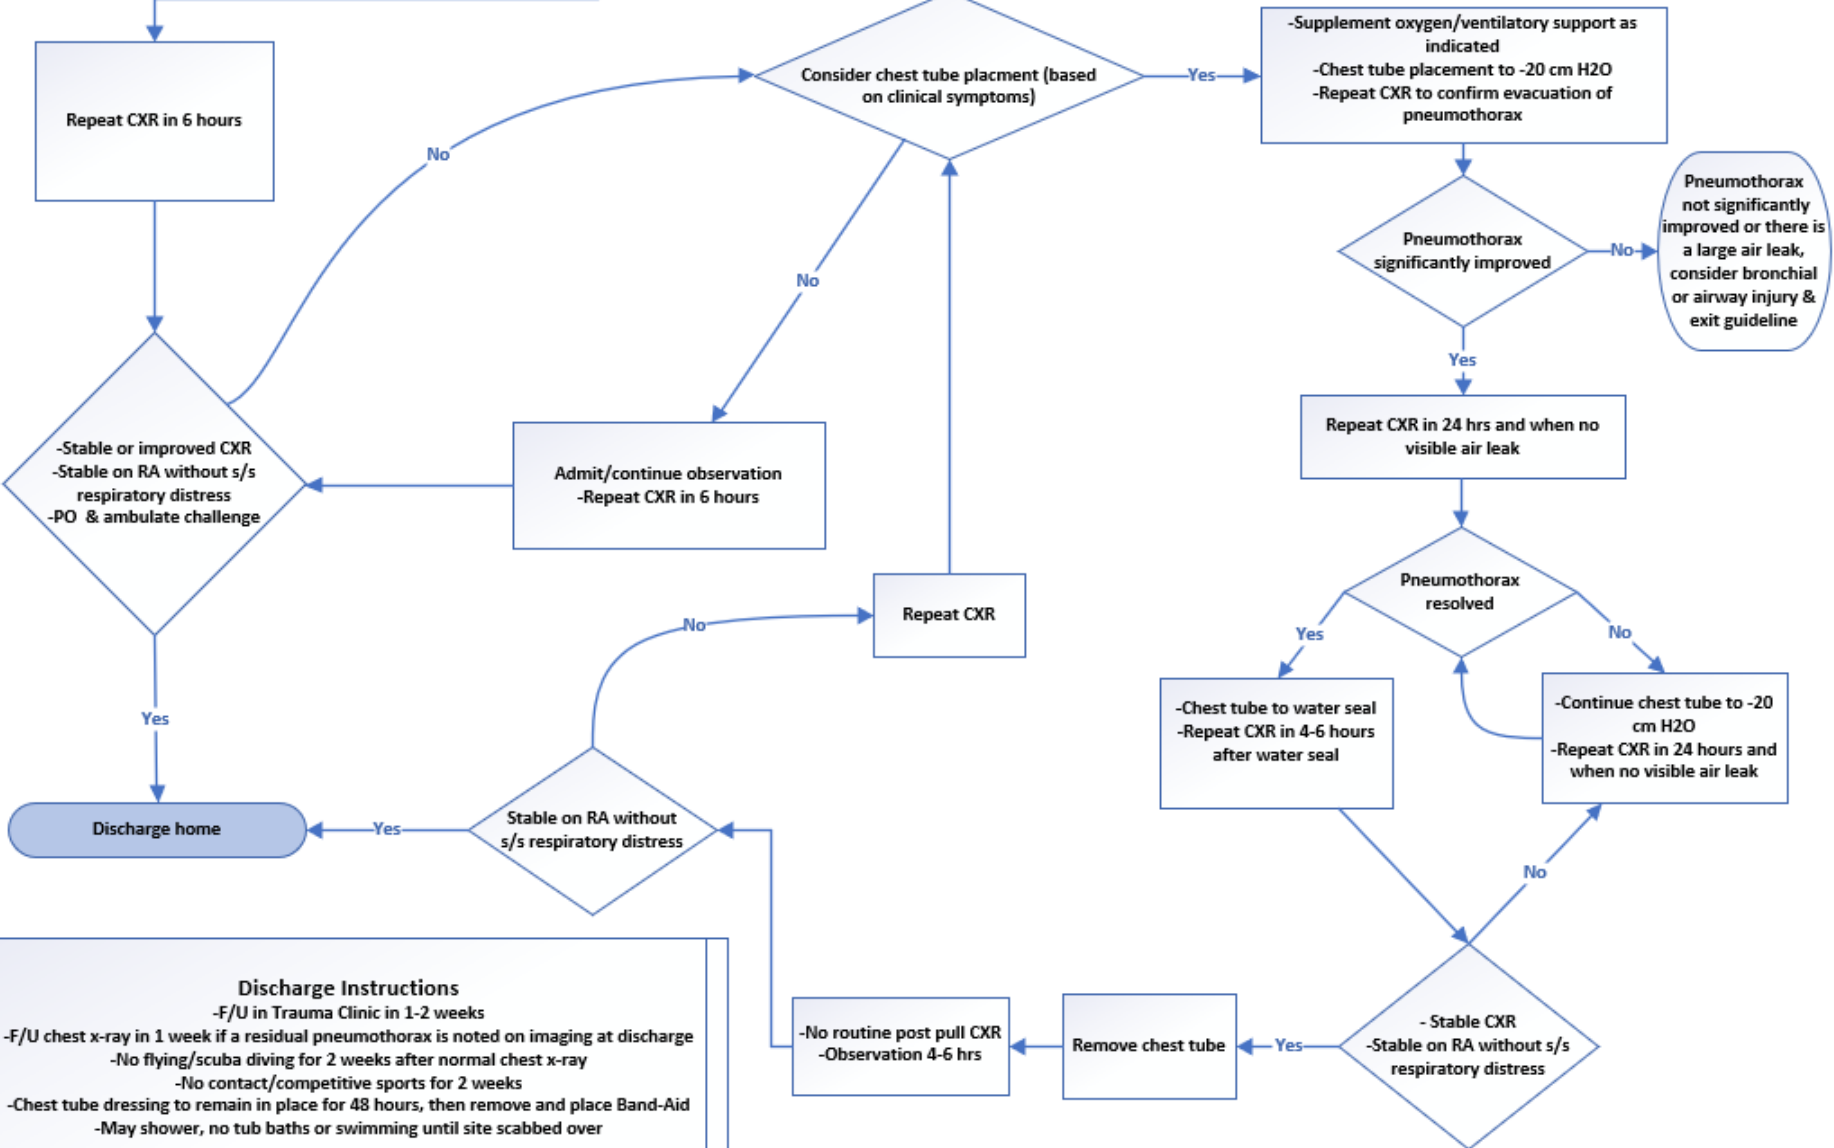 Repeat CXR in 6 hours
No
Consider chest tube placment (based
on clinical symptoms)
Yes
-Supplement oxygen/ventilatory support as
indicated
-Chest tube placement to -20 cm H2O
-Repeat CXR to confirm evacuation of
pneumothorax
Pneumothorax
significantly improved
No
Pneumothorax
not significantly
improved or there is
a large air leak,
consider bronchial
or airway injury &
exit guideline
Yes
No
Repeat CXR in 24 hrs and when no
visible air leak
-Stable or improved CXR
-Stable on RA without s/s
respiratory distress
-PO & ambulate challenge
Admit/continue observation
-Repeat CXR in 6 hours
Pneumothorax
resolved
Yes
No
Repeat CXR
No
-Chest tube to water seal
-Repeat CXR in 4-6 hours
after water seal
-Continue chest tube to -20
cm H2O
-Repeat CXR in 24 hours and
when no visible air leak
Yes
Discharge home
Yes
Stable on RA without
s/s respiratory distress
No
- Stable CXR
-Stable on RA without s/s
respiratory distress
Yes
Remove chest tube
-No routine post pull CXR
-Observation 4-6 hrs
Discharge Instructions
-F/U in Trauma Clinic in 1-2 weeks
-F/U chest x-ray in 1 week if a residual pneumothorax is noted on imaging at discharge
-No flying/scuba diving for 2 weeks after normal chest x-ray
-No contact/competitive sports for 2 weeks
-Chest tube dressing to remain in place for 48 hours, then remove and place Band-Aid
-May shower, no tub baths or swimming until site scabbed over